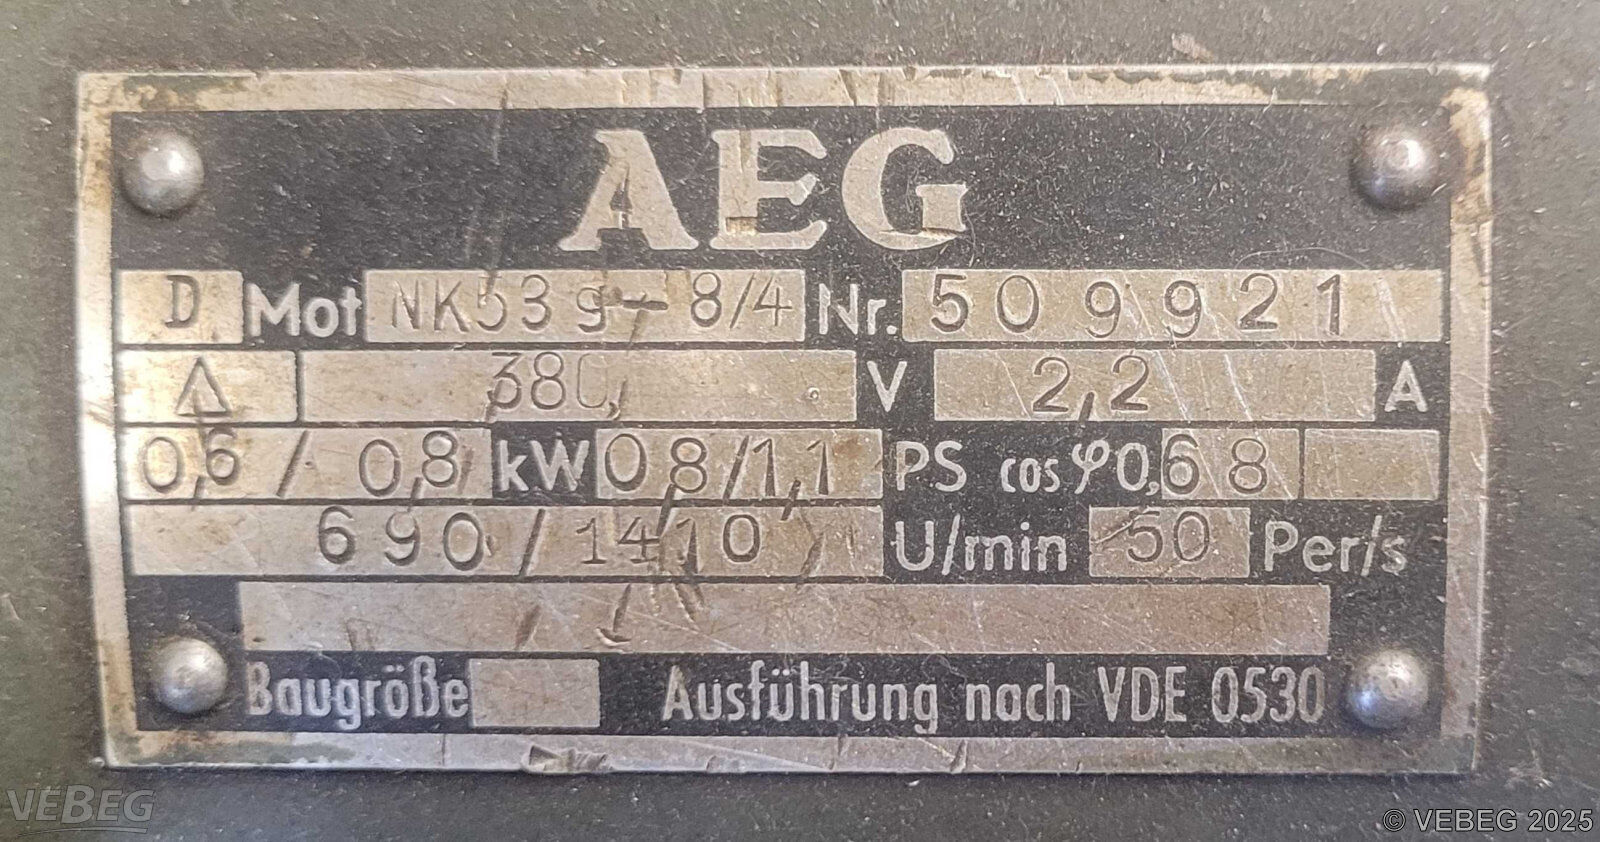 AEG
D Mot NK53g-8/4 Nr. 509921
△ 380 V 2,2 A
0,6 / 0,8 kW 0,8/1,1 PS cos φ 0,68
690/1410 U/min 50 Per/s
Baugröße Ausführung nach VDE 0530
VEBEG © VEBEG 2025